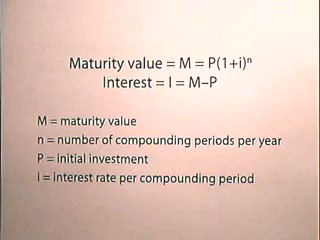 Maturity value = M = P(1+i)ⁿ
Interest = I = M–P
M = maturity value
n = number of compounding periods per year
P = initial investment
i = interest rate per compounding period